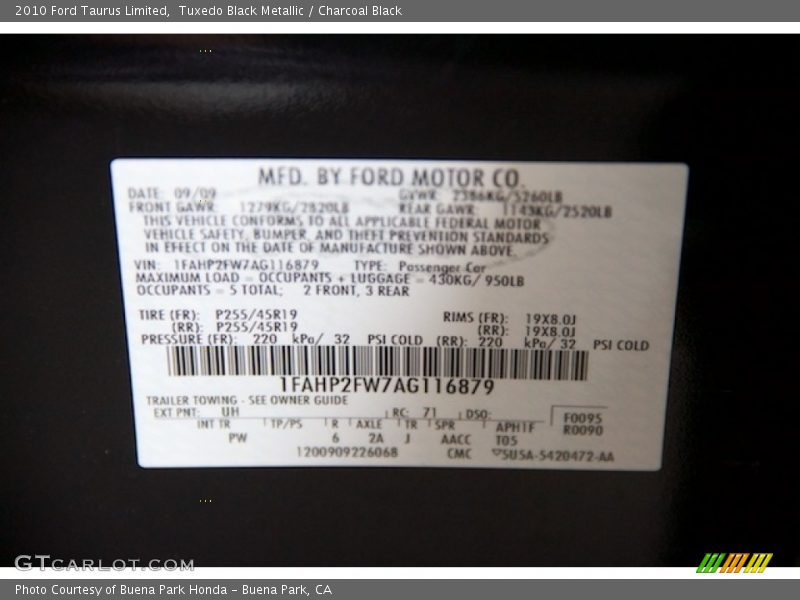 2010 Ford Taurus Limited, Tuxedo Black Metallic / Charcoal Black
MFD. BY FORD MOTOR CO.
DATE: 09/09 GVWR: 2386KG/5260LB
FRONT GAWR: 1279KG/2820LB REAR GAWR: 1143KG/2520LB
THIS VEHICLE CONFORMS TO ALL APPLICABLE FEDERAL MOTOR
VEHICLE SAFETY, BUMPER, AND THEFT PREVENTION STANDARDS
IN EFFECT ON THE DATE OF MANUFACTURE SHOWN ABOVE.
VIN: 1FAHP2FW7AG116879 TYPE: Passenger Car
MAXIMUM LOAD = OCCUPANTS + LUGGAGE = 430KG/ 950LB
OCCUPANTS = 5 TOTAL; 2 FRONT, 3 REAR
TIRE (FR): P255/45R19 RIMS (FR): 19X8.0J
(RR): P255/45R19 (RR): 19X8.0J
PRESSURE (FR): 220 kPa/ 32 PSI COLD (RR): 220 kPa/ 32 PSI COLD
1FAHP2FW7AG116879
TRAILER TOWING - SEE OWNER GUIDE
EXT PNT: UH RC: 71 DSO: F0095
INT TR TP/PS R AXLE TR SPR APH1F R0090
PW 6 2A J AACC T05
1200909226068 CMC 5U5A-5420472-AA
GTCARLOT.COM
Photo Courtesy of Buena Park Honda - Buena Park, CA